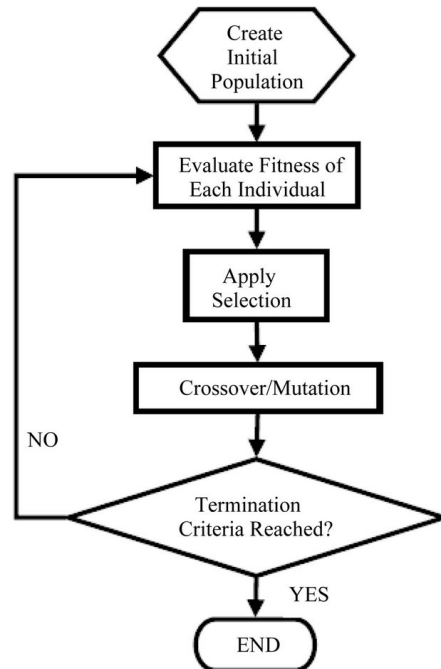 Create
Initial
Population
Evaluate Fitness of
Each Individual
Apply
Selection
Crossover/Mutation
NO
Termination
Criteria Reached?
YES
END